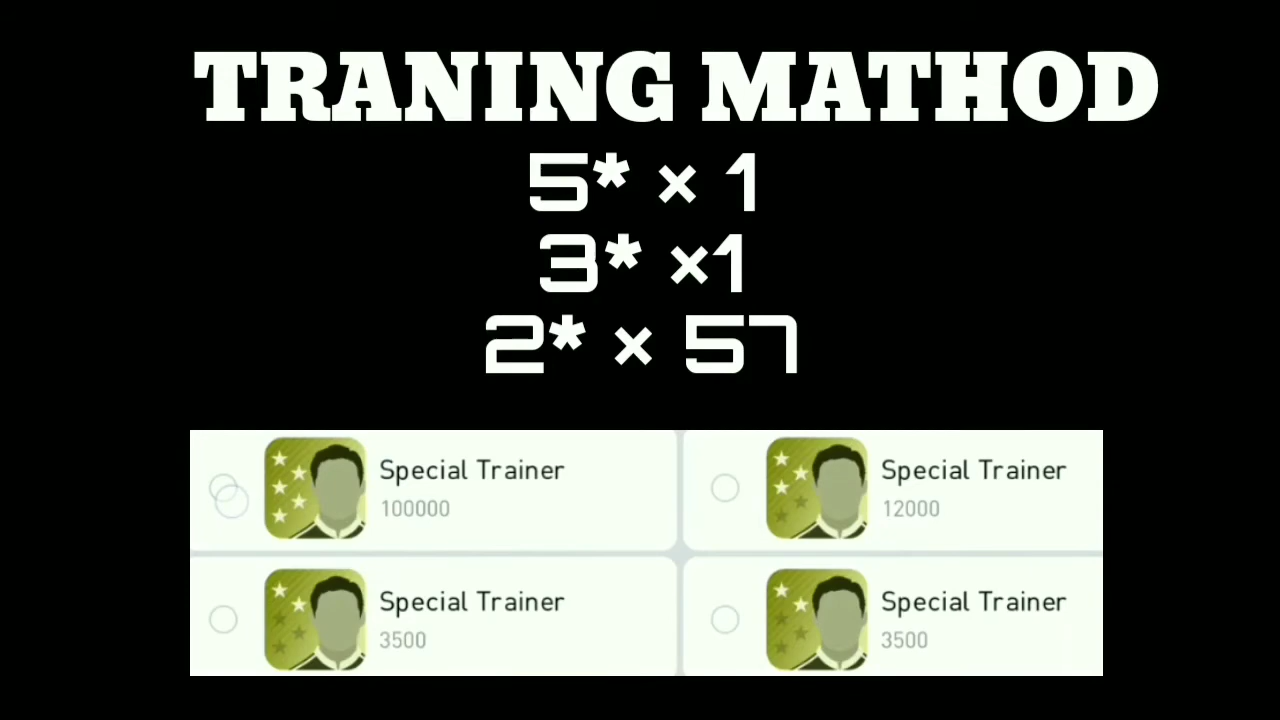 TRANING MATHOD
5* × 1
3* ×1
2* × 57
Special Trainer
100000
Special Trainer
12000
Special Trainer
3500
Special Trainer
3500